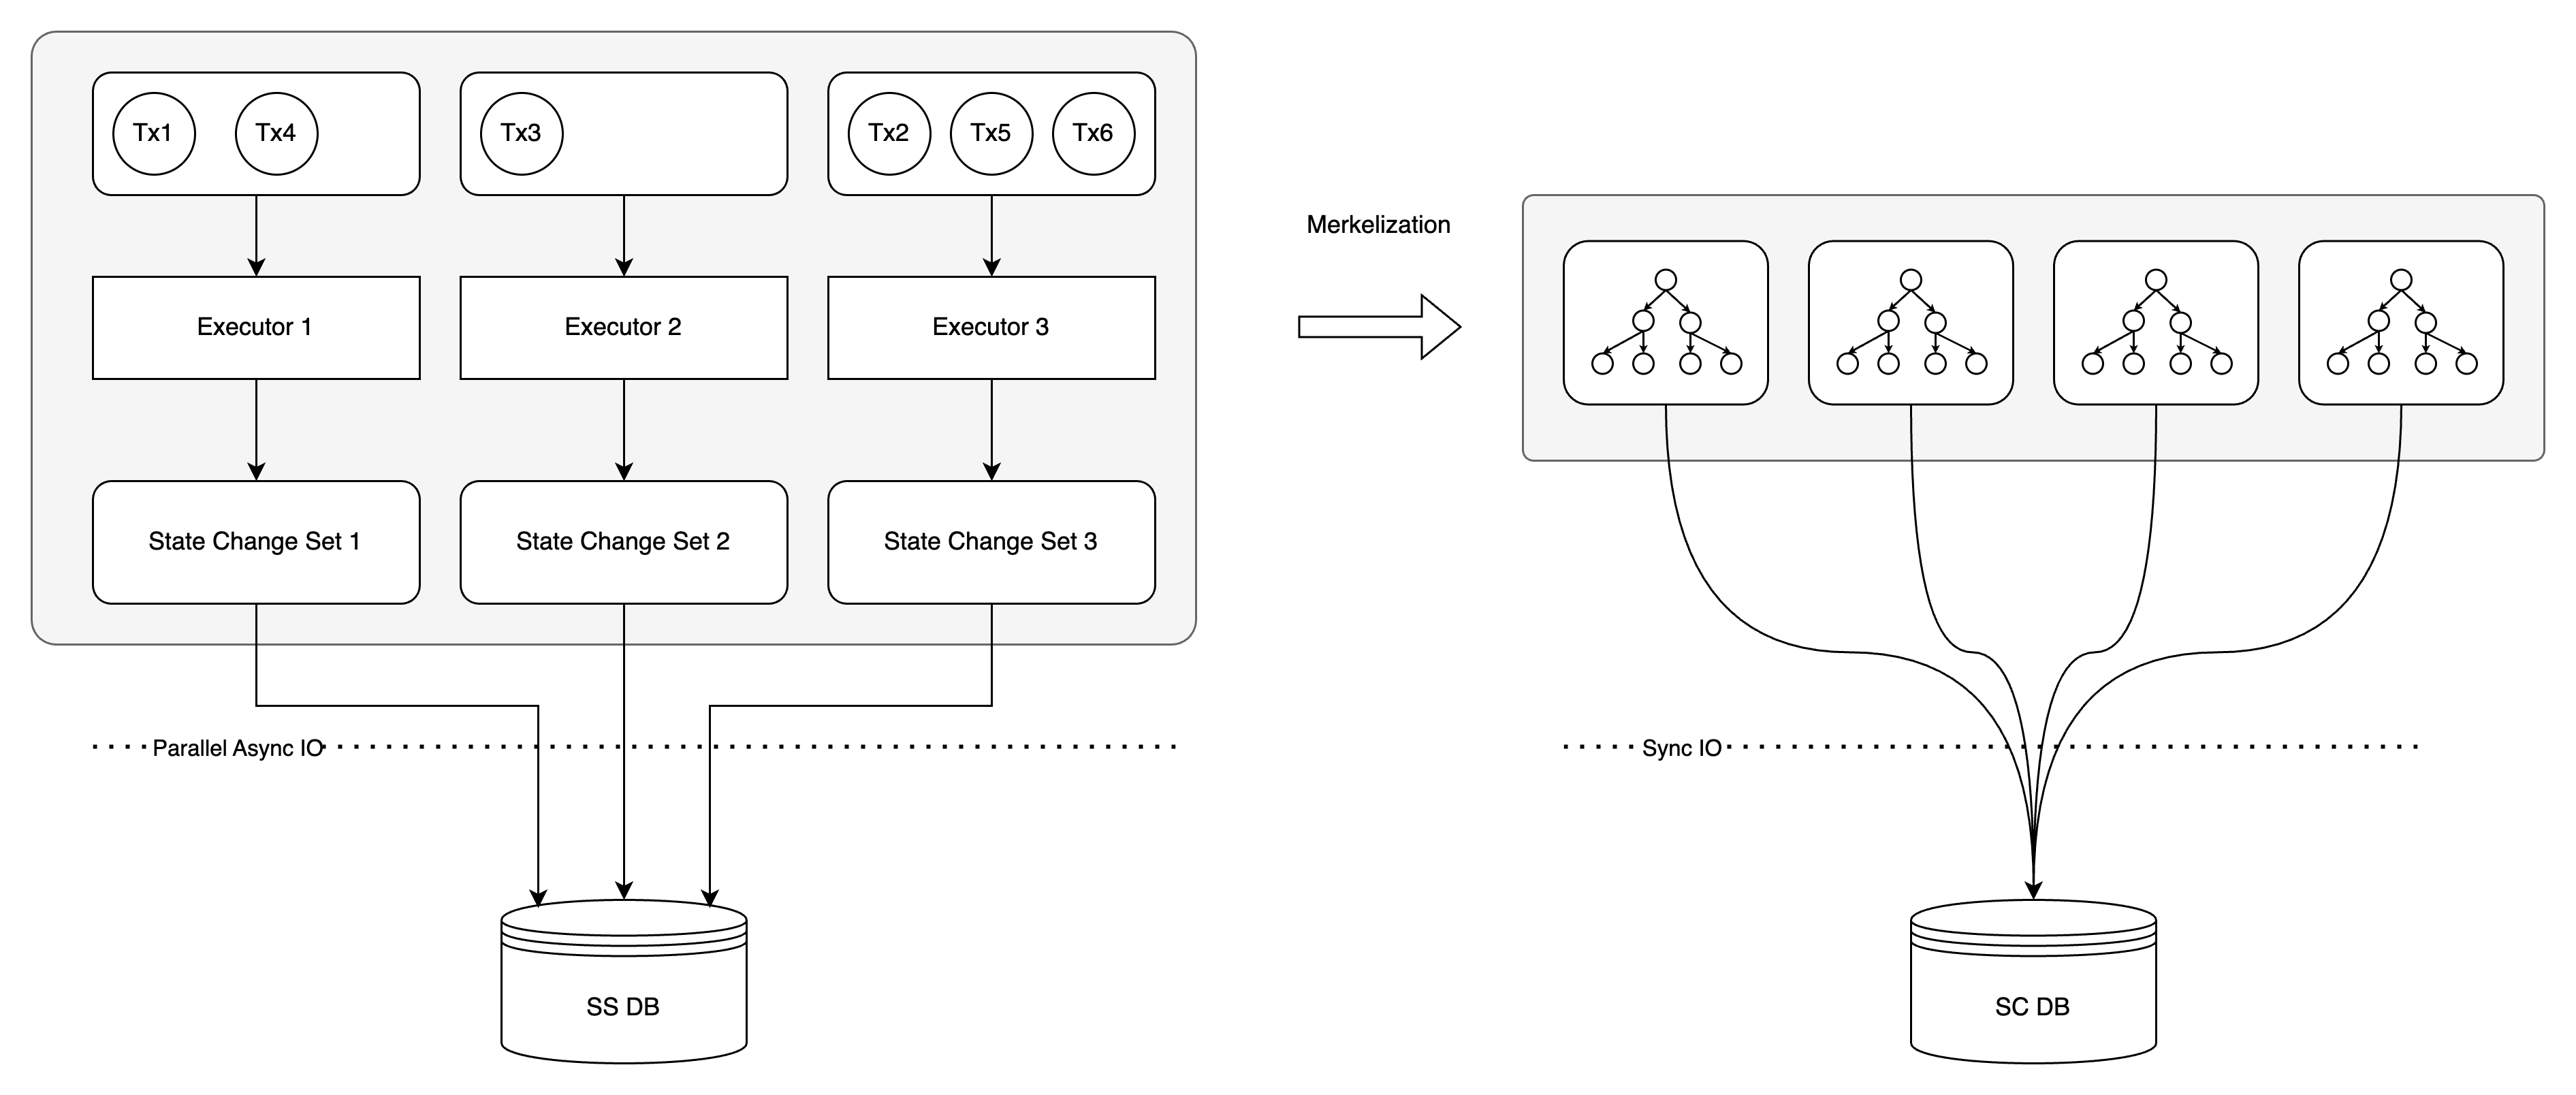 Tx1
Tx4
Tx3
Tx2
Tx5
Tx6
Executor 1
Executor 2
Executor 3
State Change Set 1
State Change Set 2
State Change Set 3
Parallel Async IO
SS DB
Merkelization
Sync IO
SC DB